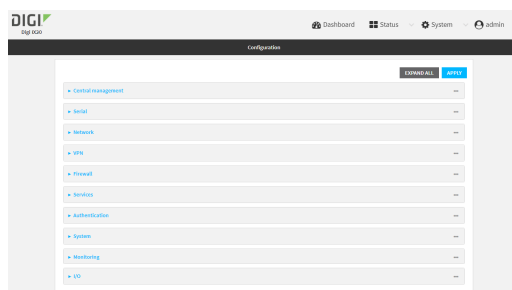 DIGI
Digi IX20
Dashboard
Status
System
admin
Configuration
EXPAND ALL
APPLY
Central management
Serial
Network
VPN
Firewall
Services
Authentication
System
Monitoring
I/O